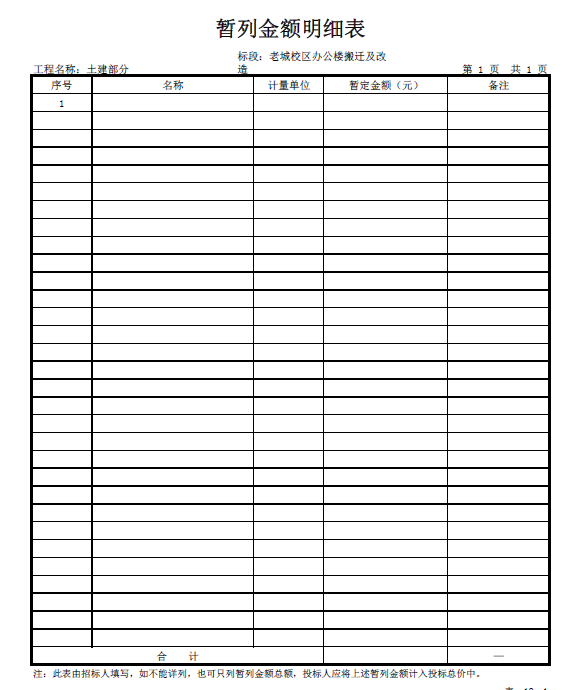 暂列金额明细表
标段：老城校区办公楼搬迁及改
工程名称：土建部分 造 第 1 页 共 1 页
序号 名称 计量单位 暂定金额（元） 备注
1
合 计 —
注：此表由招标人填写，如不能详列，也可只列暂列金额总额，投标人应将上述暂列金额计入投标总价中。